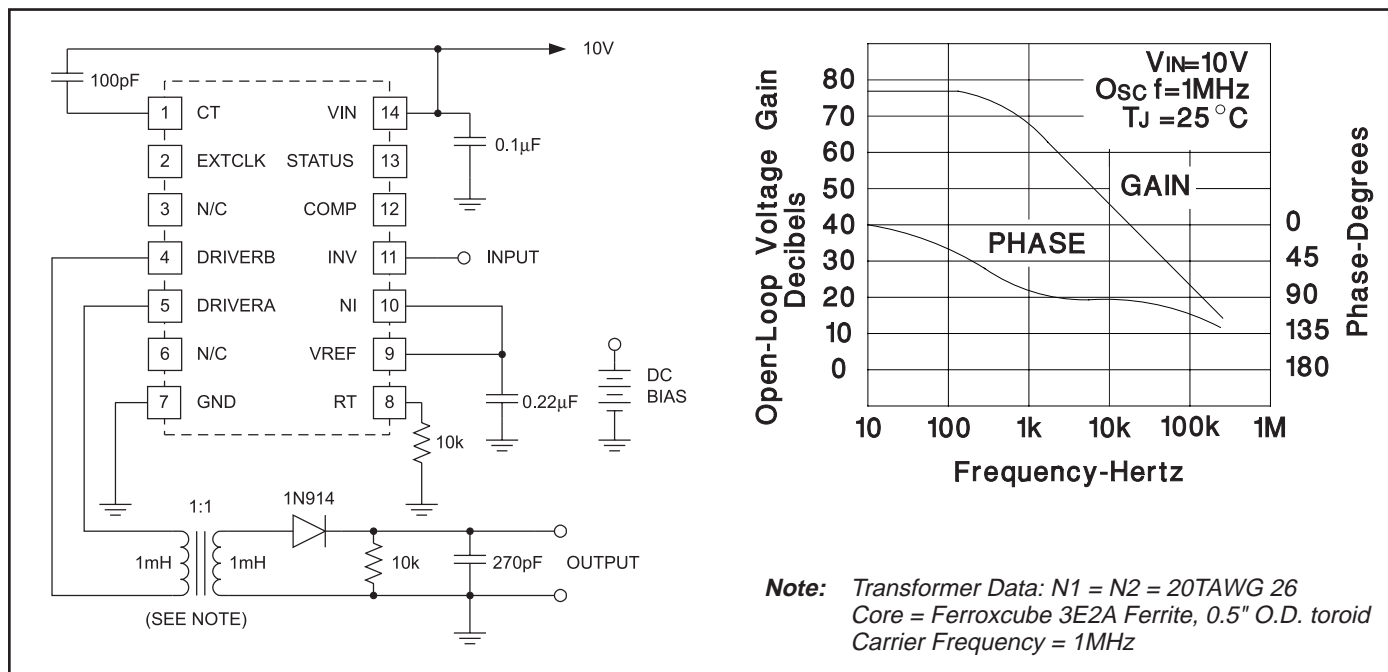 10V
100pF
1 CT VIN 14
0.1µF
2 EXTCLK STATUS 13
3 N/C COMP 12
4 DRIVERB INV 11 INPUT
5 DRIVERA NI 10
6 N/C VREF 9
DC
BIAS
0.22µF
7 GND RT 8
10k
1:1
1N914
1mH 1mH
10k
270pF
OUTPUT
(SEE NOTE)
VIN=10V
Osc f=1MHz
TJ =25°C
Open-Loop Voltage Gain
Decibels
80
70
60
50
40
30
20
10
0
GAIN
PHASE
0
45
90
135
180
Phase-Degrees
10 100 1k 10k 100k 1M
Frequency-Hertz
Note: Transformer Data: N1 = N2 = 20TAWG 26
Core = Ferroxcube 3E2A Ferrite, 0.5" O.D. toroid
Carrier Frequency = 1MHz